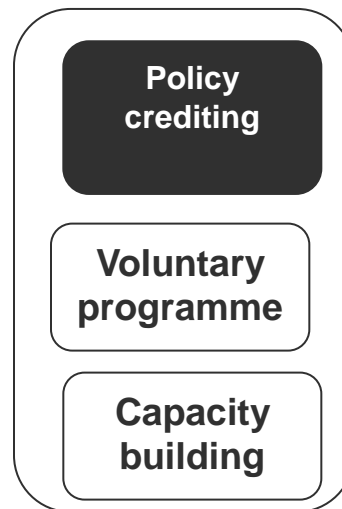 Policy
crediting
Voluntary
programme
Capacity
building